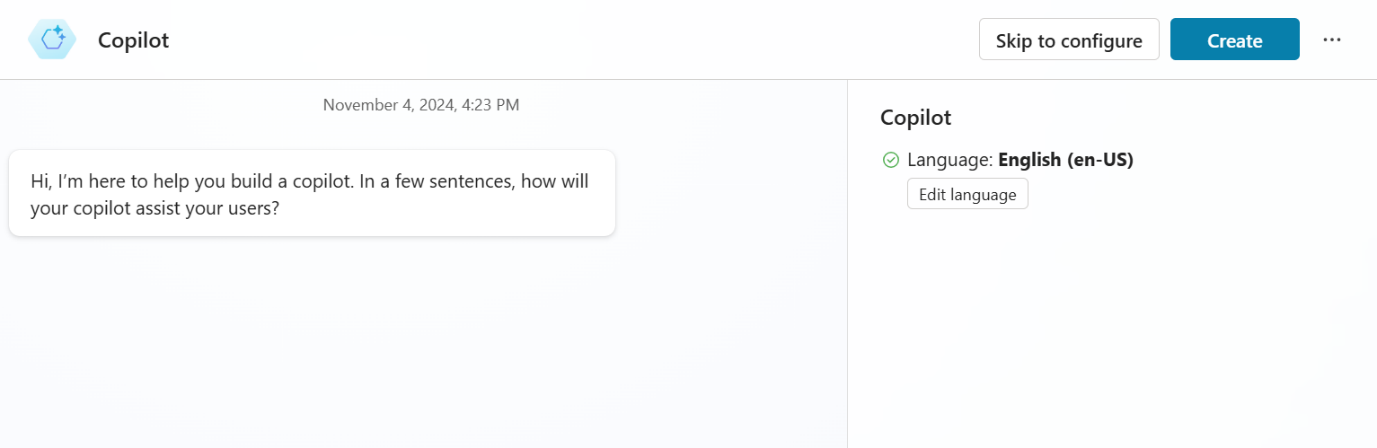 Copilot
Skip to configure
Create
November 4, 2024, 4:23 PM
Hi, I’m here to help you build a copilot. In a few sentences, how will
your copilot assist your users?
Copilot
Language: English (en-US)
Edit language